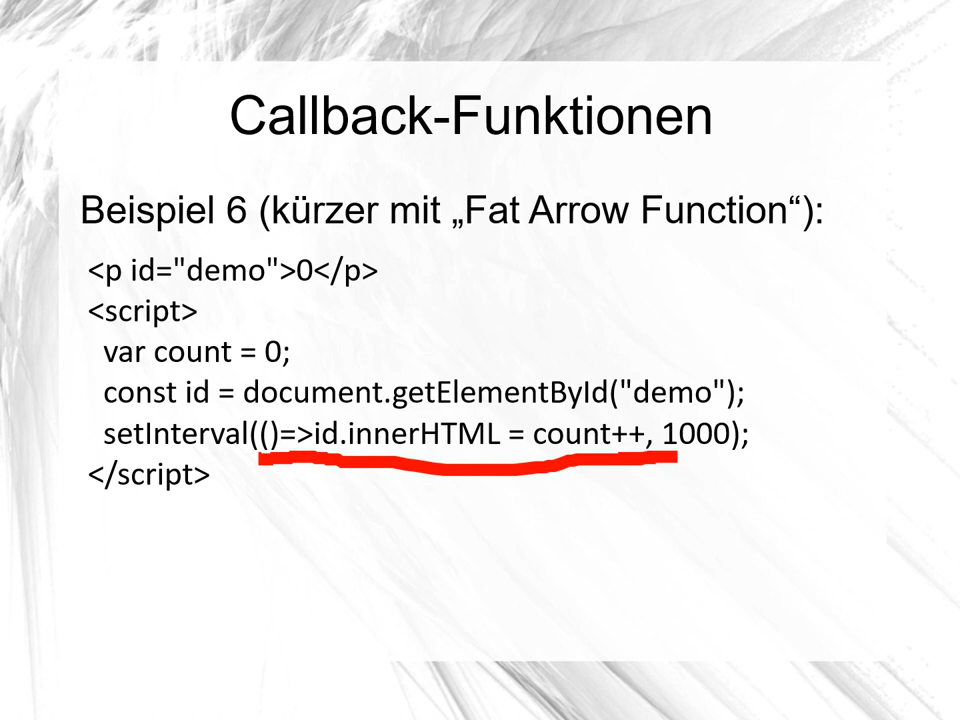 Callback-Funktionen
Beispiel 6 (kürzer mit „Fat Arrow Function“):
<p id="demo">0</p>
<script>
var count = 0;
const id = document.getElementById("demo");
setInterval(()=>id.innerHTML = count++, 1000);
</script>